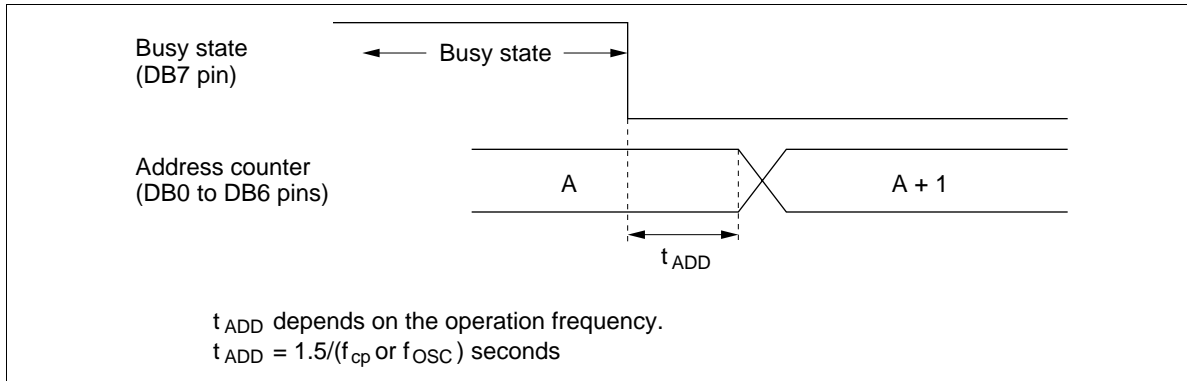 Busy state
(DB7 pin)
Busy state
Address counter
(DB0 to DB6 pins)
A
A + 1
t ADD
t ADD depends on the operation frequency.
t ADD = 1.5/(f cp or f OSC) seconds